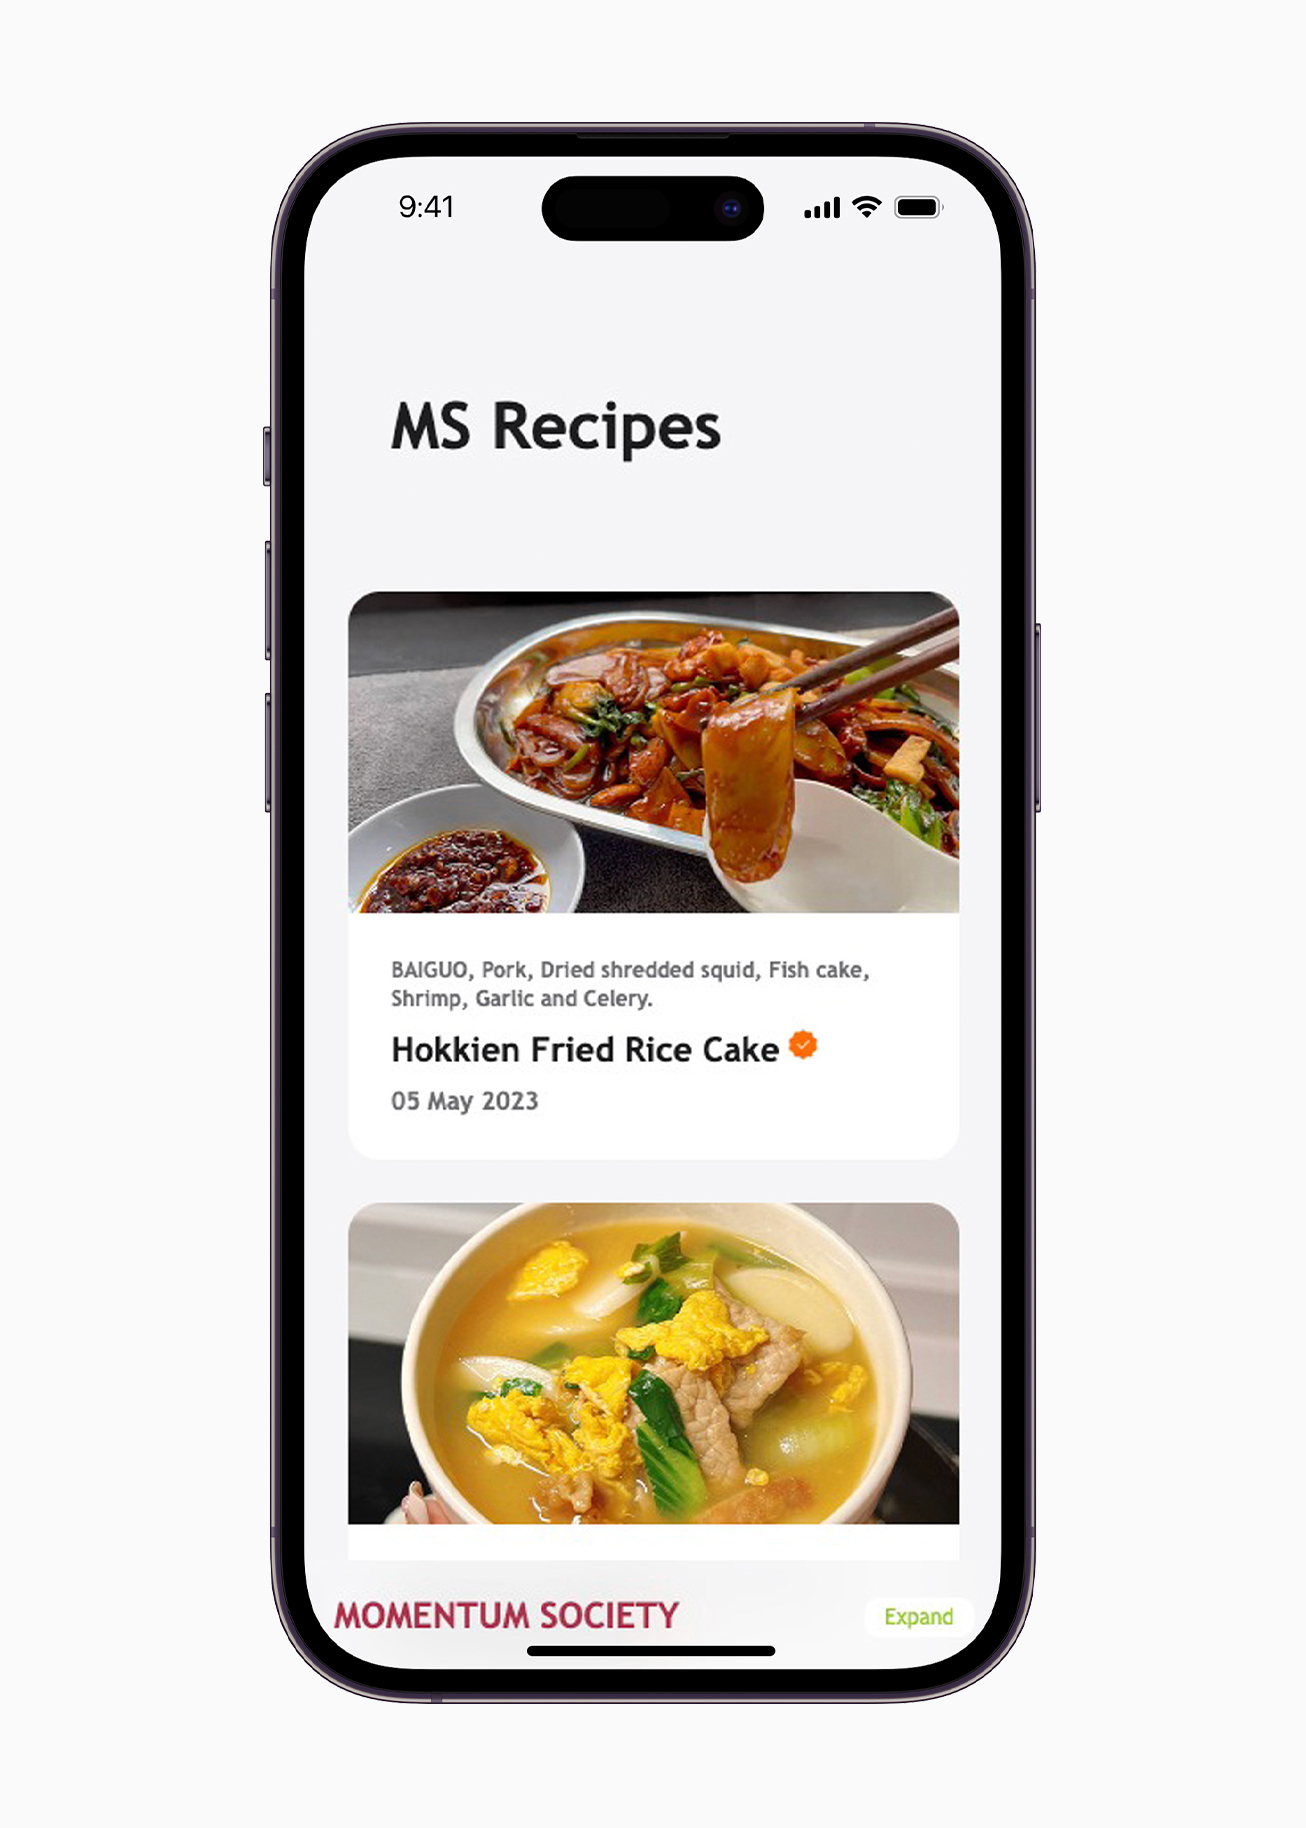 9:41
MS Recipes
BAIGUO, Pork, Dried shredded squid, Fish cake,
Shrimp, Garlic and Celery.
Hokkien Fried Rice Cake
05 May 2023
MOMENTUM SOCIETY
Expand